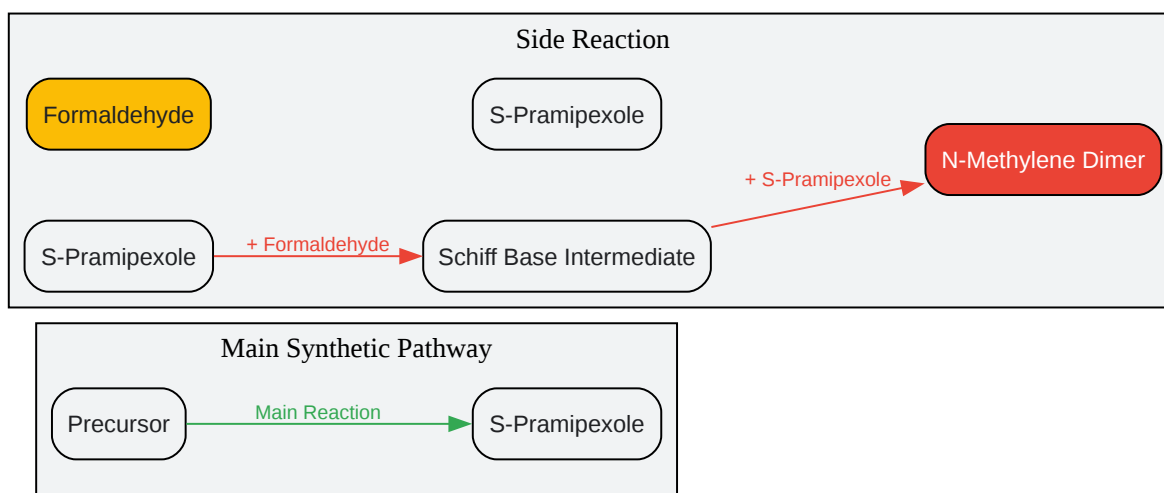 Side Reaction
Formaldehyde
S-Pramipexole
N-Methylene Dimer
+ S-Pramipexole
S-Pramipexole
+ Formaldehyde
Schiff Base Intermediate
Main Synthetic Pathway
Precursor
Main Reaction
S-Pramipexole